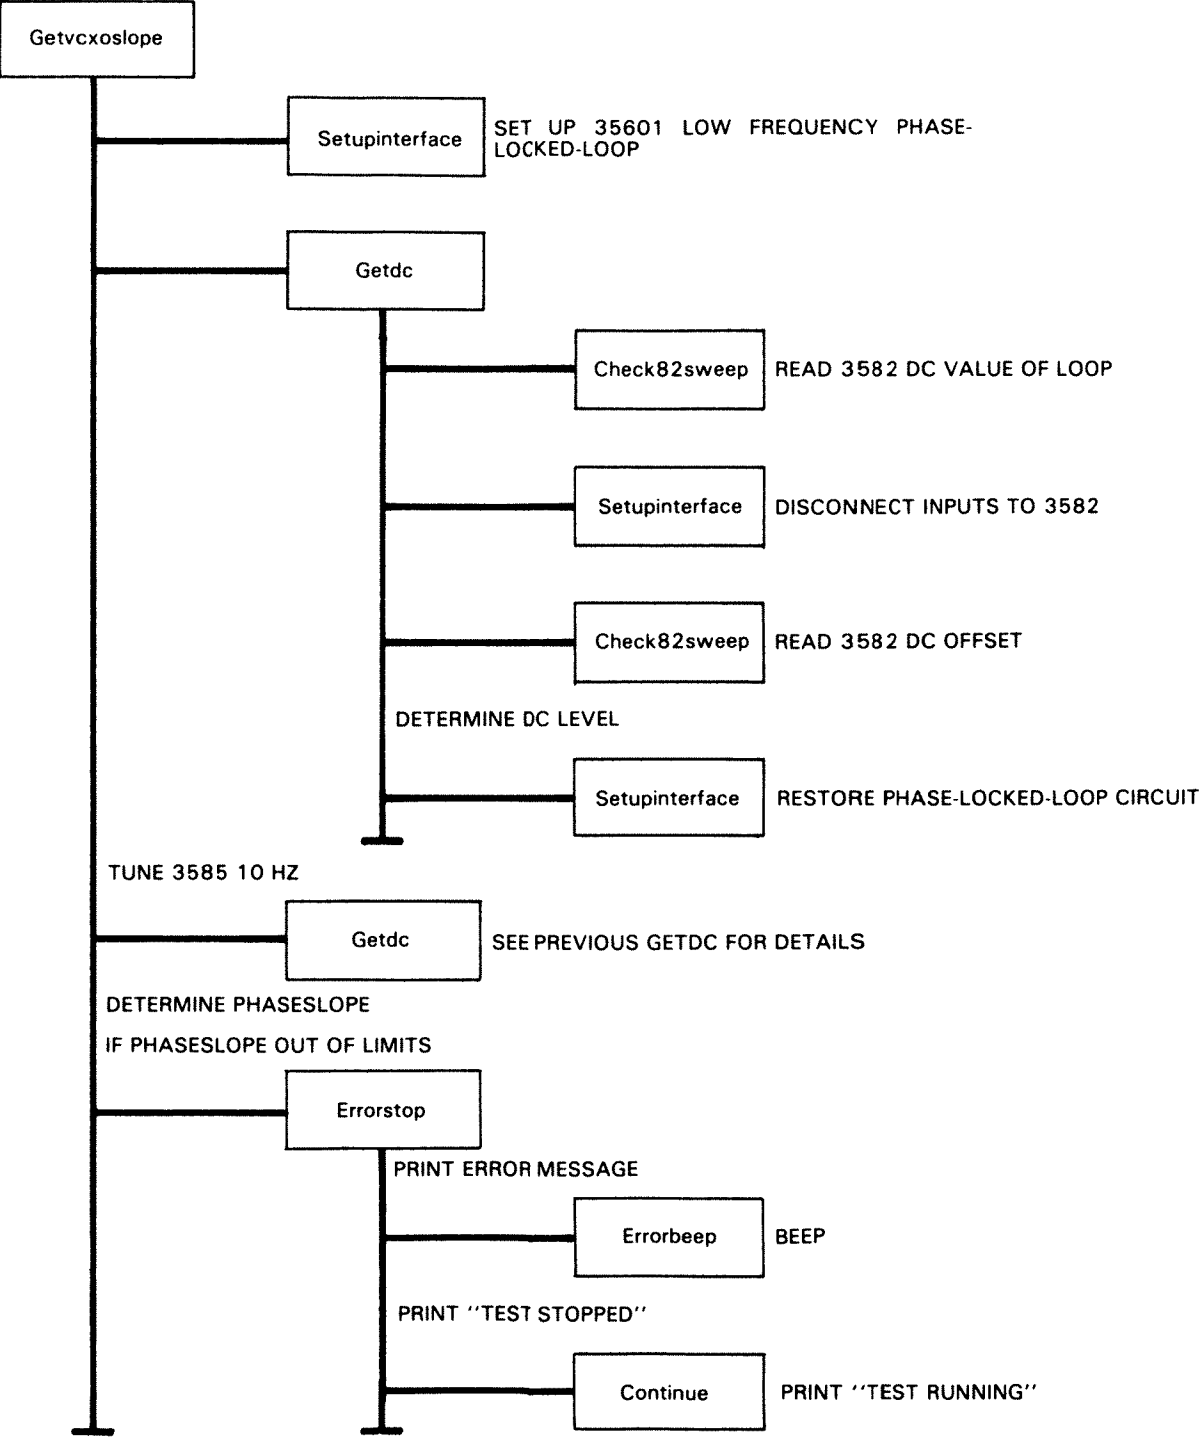 Getvcxoslope
Setupinterface
SET UP 35601 LOW FREQUENCY PHASE-
LOCKED-LOOP
Getdc
Check82sweep
READ 3582 DC VALUE OF LOOP
Setupinterface
DISCONNECT INPUTS TO 3582
Check82sweep
READ 3582 DC OFFSET
DETERMINE DC LEVEL
Setupinterface
RESTORE PHASE-LOCKED-LOOP CIRCUIT
TUNE 3585 10 HZ
Getdc
SEE PREVIOUS GETDC FOR DETAILS
DETERMINE PHASESLOPE
IF PHASESLOPE OUT OF LIMITS
Errorstop
PRINT ERROR MESSAGE
Errorbeep
BEEP
PRINT ''TEST STOPPED''
Continue
PRINT ''TEST RUNNING''